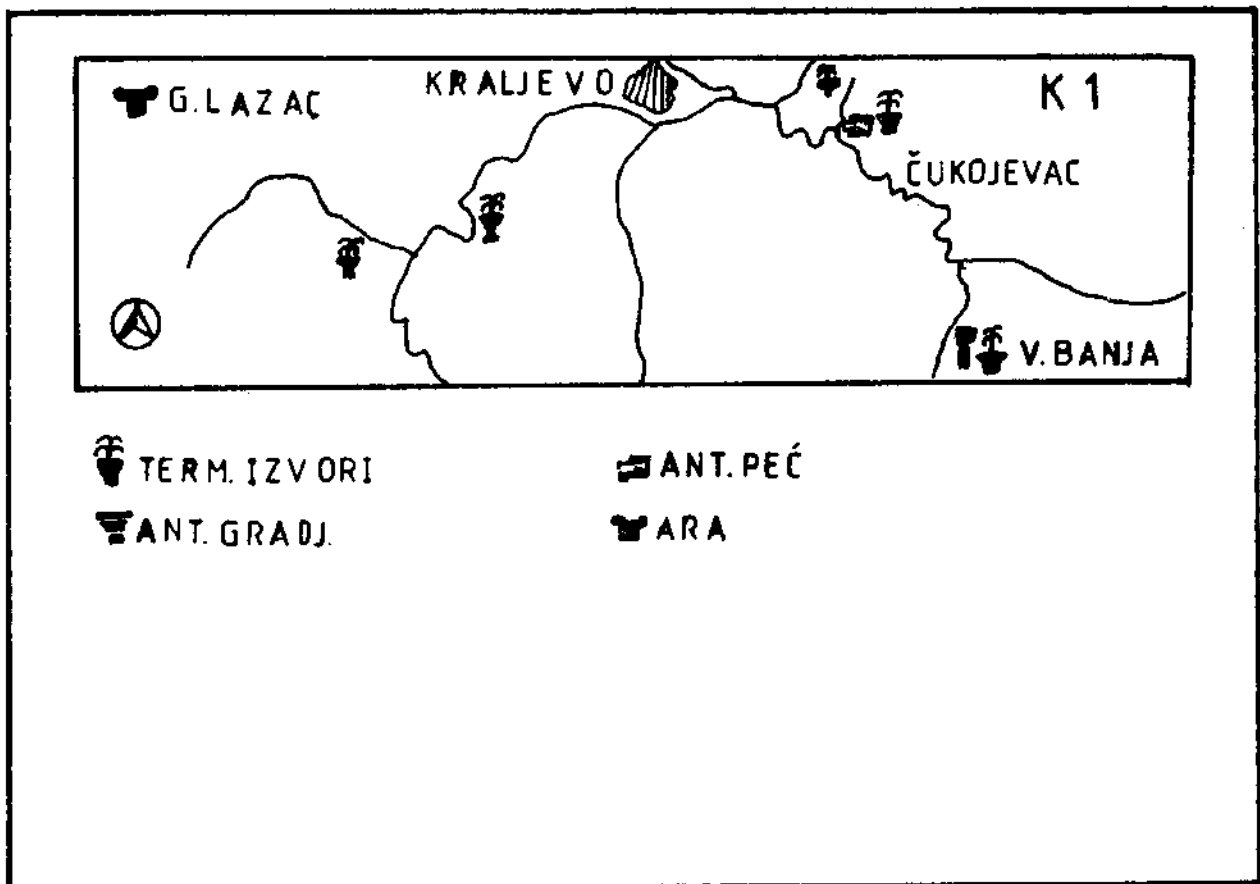 KRALJEVO
K 1
G.LAZAC
ČUKOJEVAC
V. BANJA
TERM. IZVORI
ANT. PEĆ
ANT. GRADJ.
ARA